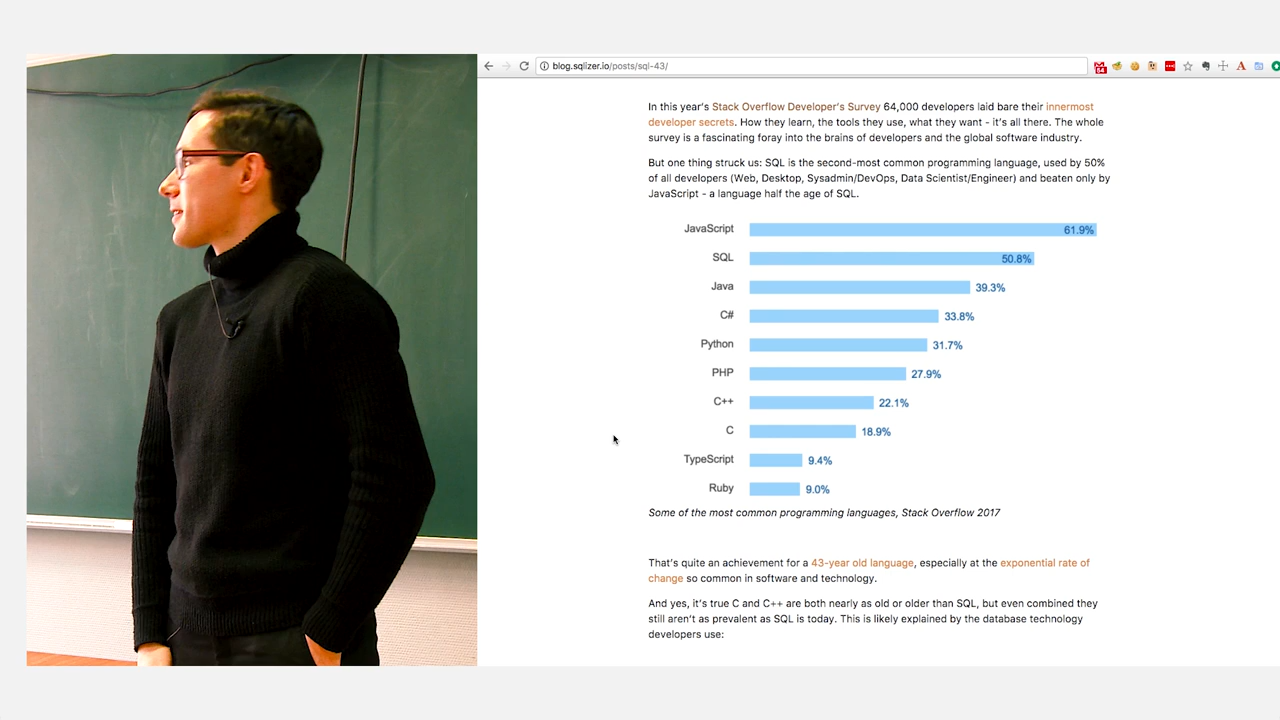 blog.sqlizer.io/posts/sql-43/
64
A
In this year's Stack Overflow Developer's Survey 64,000 developers laid bare their innermost
developer secrets. How they learn, the tools they use, what they want - it's all there. The whole
survey is a fascinating foray into the brains of developers and the global software industry.
But one thing struck us: SQL is the second-most common programming language, used by 50%
of all developers (Web, Desktop, Sysadmin/DevOps, Data Scientist/Engineer) and beaten only by
JavaScript - a language half the age of SQL.
JavaScript 61.9%
SQL 50.8%
Java 39.3%
C# 33.8%
Python 31.7%
PHP 27.9%
C++ 22.1%
C 18.9%
TypeScript 9.4%
Ruby 9.0%
Some of the most common programming languages, Stack Overflow 2017
That's quite an achievement for a 43-year old language, especially at the exponential rate of
change so common in software and technology.
And yes, it's true C and C++ are both nearly as old or older than SQL, but even combined they
still aren't as prevalent as SQL is today. This is likely explained by the database technology
developers use: